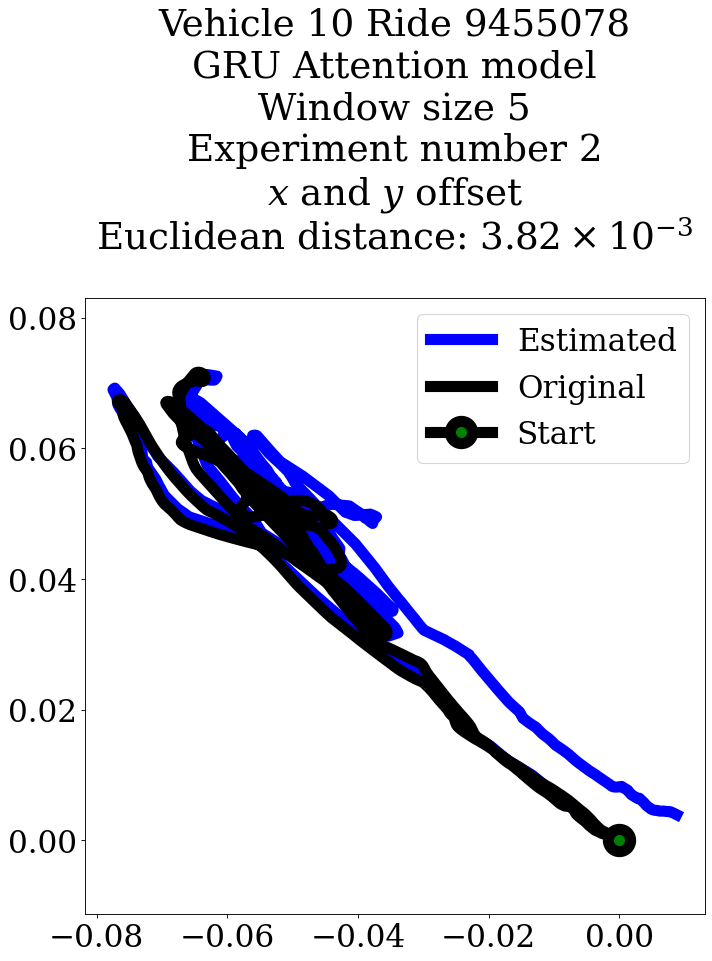 Vehicle 10 Ride 9455078
GRU Attention model
Window size 5
Experiment number 2
x and y offset
Euclidean distance: 3.82 × 10⁻³
Estimated
Original
Start
0.08
0.06
0.04
0.02
0.00
−0.08 −0.06 −0.04 −0.02 0.00